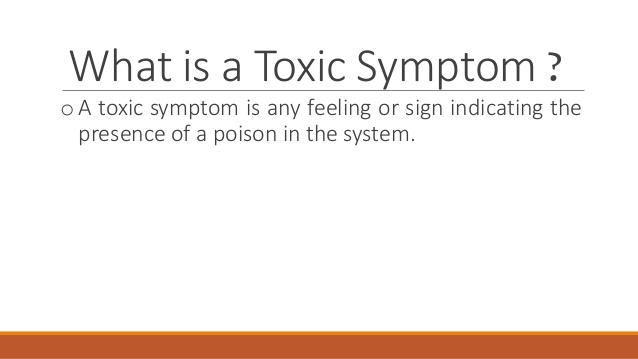 What is a Toxic Symptom ?
o A toxic symptom is any feeling or sign indicating the
presence of a poison in the system.